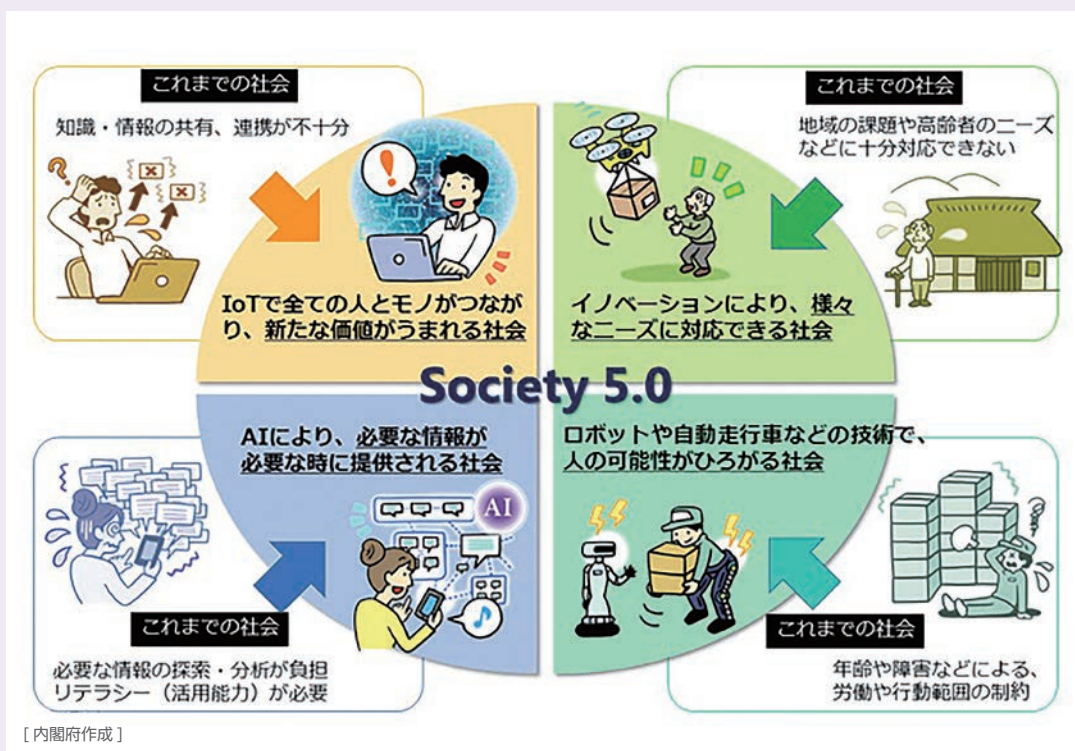 これまでの社会
知識・情報の共有、連携が不十分
IoTで全ての人とモノがつなが
り、新たな価値がうまれる社会
これまでの社会
地域の課題や高齢者のニーズ
などに十分対応できない
イノベーションにより、様々
なニーズに対応できる社会
Society 5.0
AIにより、必要な情報が
必要な時に提供される社会
AI
これまでの社会
必要な情報の探索・分析が負担
リテラシー（活用能力）が必要
ロボットや自動走行車などの技術で、
人の可能性がひろがる社会
これまでの社会
年齢や障害などによる、
労働や行動範囲の制約
[ 内閣府作成 ]